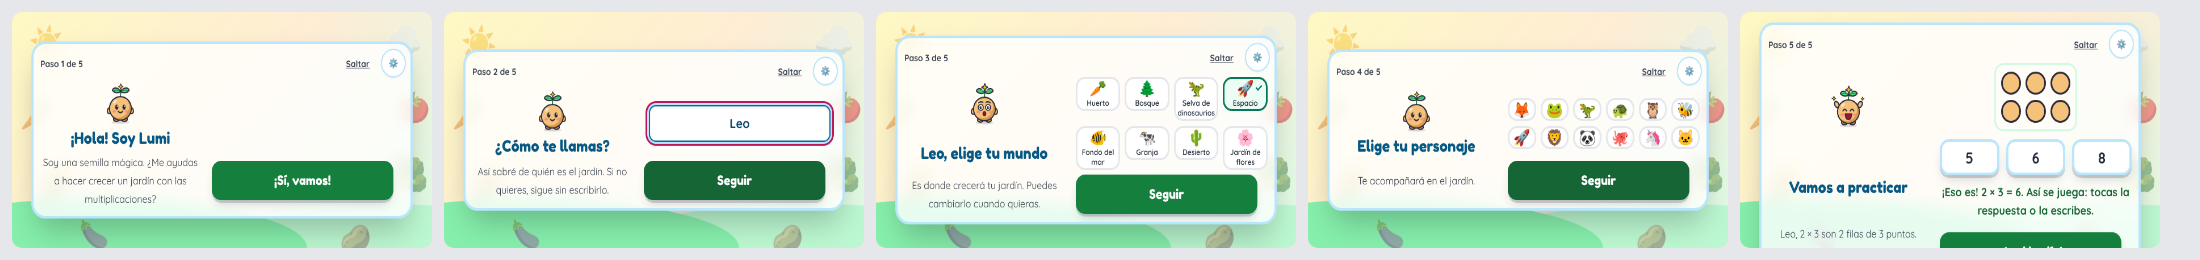 Paso 1 de 5
Saltar
¡Hola! Soy Lumi
Soy una semilla mágica. ¿Me ayudas
a hacer crecer un jardín con las
multiplicaciones?
¡Sí, vamos!
Paso 2 de 5
Saltar
¿Cómo te llamas?
Así sabré de quién es el jardín. Si no
quieres, sigue sin escribirlo.
Leo
Seguir
Paso 3 de 5
Saltar
Leo, elige tu mundo
Es donde crecerá tu jardín. Puedes
cambiarlo cuando quieras.
Huerto
Bosque
Selva de
dinosaurios
Espacio
Fondo del
mar
Granja
Desierto
Jardín de
flores
Seguir
Paso 4 de 5
Saltar
Elige tu personaje
Te acompañará en el jardín.
Seguir
Paso 5 de 5
Saltar
Vamos a practicar
Leo, 2 × 3 son 2 filas de 3 puntos.
5
6
8
¡Eso es! 2 × 3 = 6. Así se juega: tocas la
respuesta o la escribes.